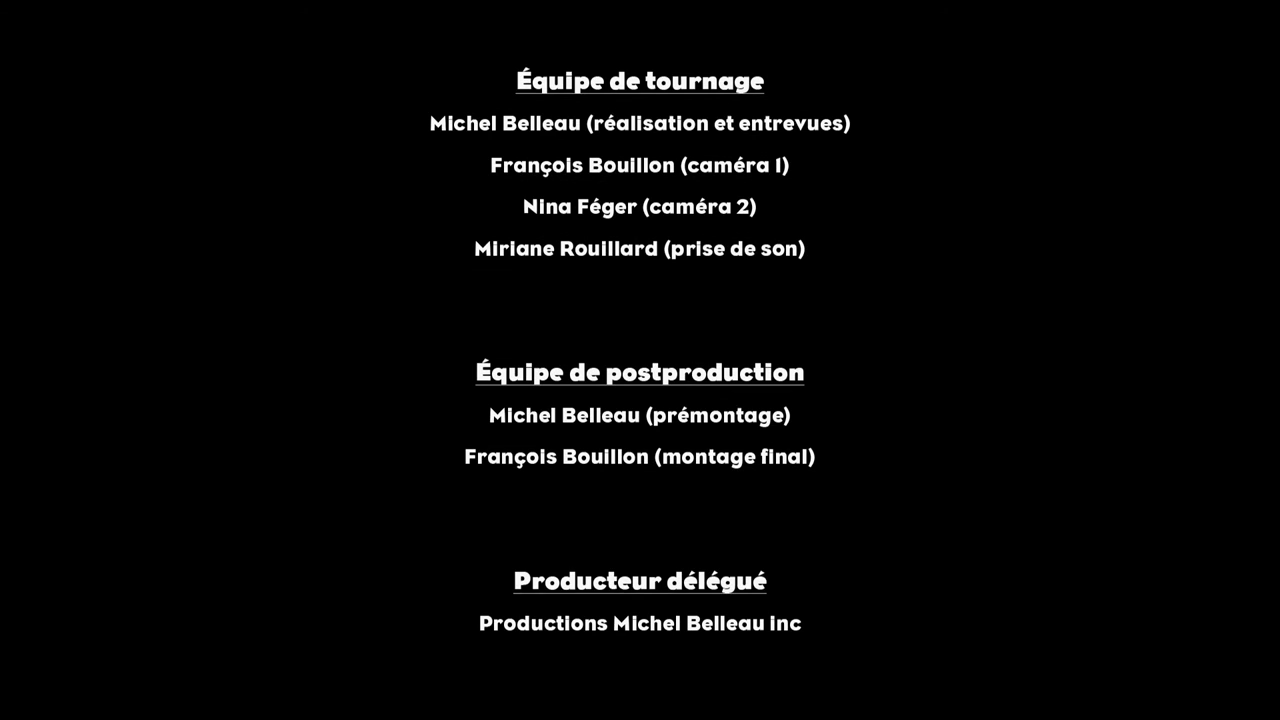 Équipe de tournage
Michel Belleau (réalisation et entrevues)
François Bouillon (caméra 1)
Nina Féger (caméra 2)
Miriane Rouillard (prise de son)
Équipe de postproduction
Michel Belleau (prémontage)
François Bouillon (montage final)
Producteur délégué
Productions Michel Belleau inc